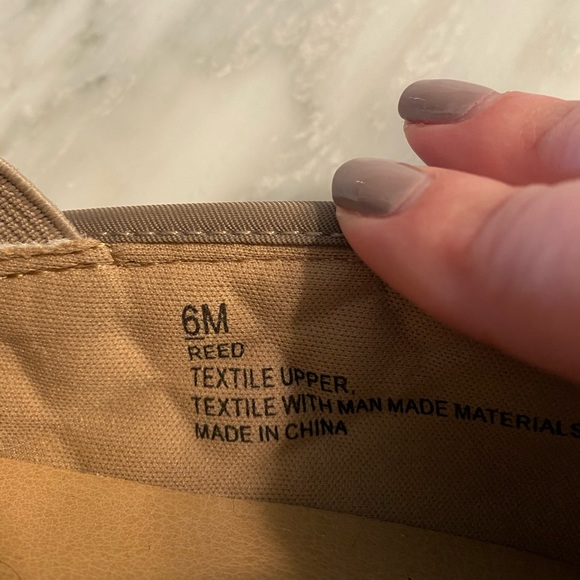 6M
REED
TEXTILE UPPER,
TEXTILE WITH MAN MADE MATERIALS
MADE IN CHINA